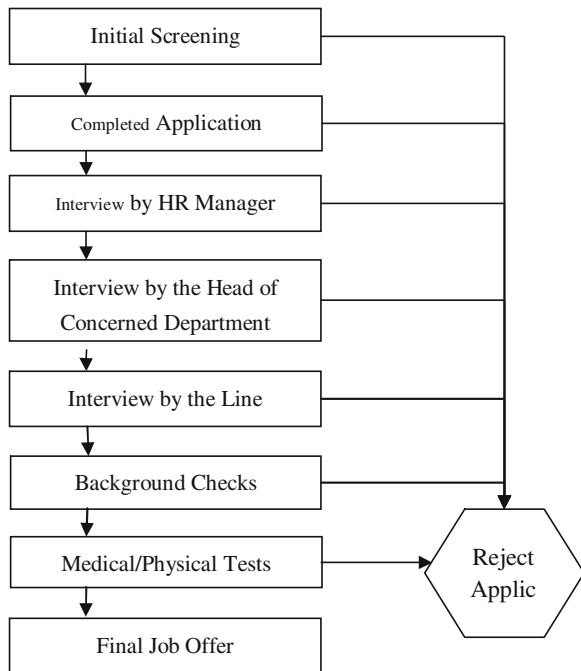 Initial Screening
Completed Application
Interview by HR Manager
Interview by the Head of
Concerned Department
Interview by the Line
Background Checks
Medical/Physical Tests
Reject
Applic
Final Job Offer